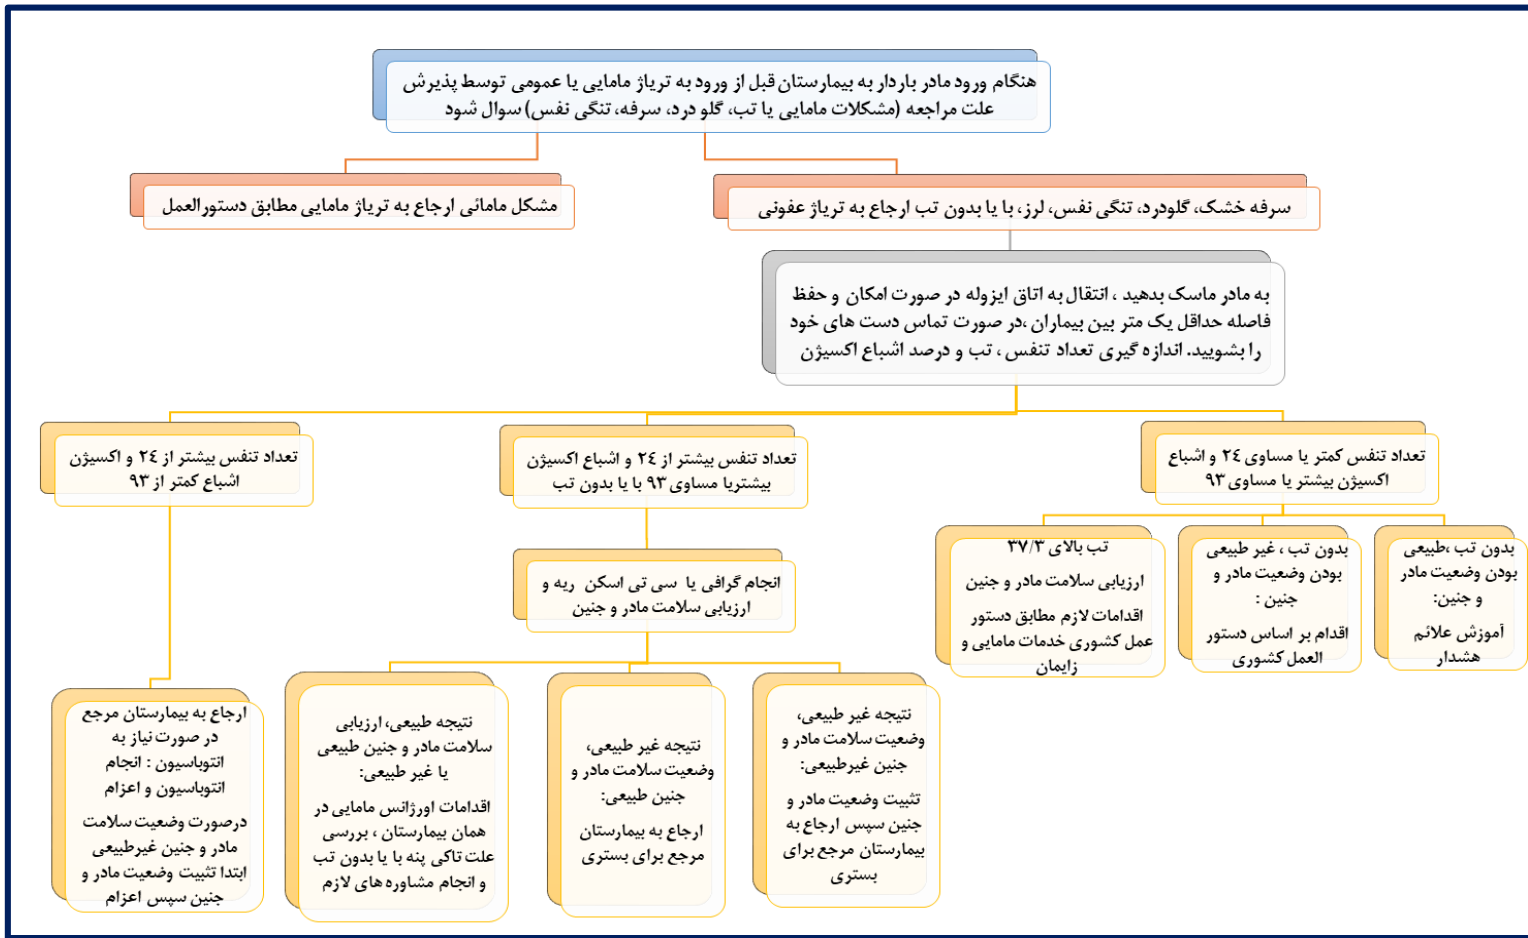 هنگام ورود مادر باردار به بیمارستان قبل از ورود به تریاژ مامایی یا عمومی توسط پذیرش
علت مراجعه (مشکلات مامایی یا تب، گلو درد، سرفه، تنگی نفس) سوال شود
سرفه خشک، گلودرد، تنگی نفس، لرز، با یا بدون تب ارجاع به تریاژ عفونی
مشکل مامائی ارجاع به تریاژ مامایی مطابق دستورالعمل
به مادر ماسک بدهید ، انتقال به اتاق ایزوله در صورت امکان و حفظ
فاصله حداقل یک متر بین بیماران ،در صورت تماس دست های خود
را بشویید. اندازه گیری تعداد تنفس ، تب و درصد اشباع اکسیژن
تعداد تنفس کمتر یا مساوی ٢٤ و اشباع
اکسیژن بیشتر یا مساوی ٩٣
تعداد تنفس بیشتر از ٢٤ و اشباع اکسیژن
بیشتریا مساوی ٩٣ با یا بدون تب
تعداد تنفس بیشتر از ٢٤ و اکسیژن
اشباع کمتر از ٩٣
بدون تب ،طبیعی
بودن وضعیت مادر
و جنین:
آموزش علائم
هشدار
بدون تب ، غیر طبیعی
بودن وضعیت مادر و
جنین :
اقدام بر اساس دستور
العمل کشوری
تب بالای ٣٧/٣
ارزیابی سلامت مادر و جنین
اقدامات لازم مطابق دستور
عمل کشوری خدمات مامایی و
زایمان
انجام گرافی یا سی تی اسکن ریه و
ارزیابی سلامت مادر و جنین
نتیجه غیر طبیعی،
وضعیت سلامت مادر و
جنین غیرطبیعی:
تثبیت وضعیت مادر و
جنین سپس ارجاع به
بیمارستان مرجع برای
بستری
نتیجه غیر طبیعی،
وضعیت سلامت مادر و
جنین طبیعی:
ارجاع به بیمارستان
مرجع برای بستری
نتیجه طبیعی، ارزیابی
سلامت مادر و جنین طبیعی
یا غیر طبیعی:
اقدامات اورژانس مامایی در
همان بیمارستان ، بررسی
علت تاکی پنه با یا بدون تب
و انجام مشاوره های لازم
ارجاع به بیمارستان مرجع
در صورت نیاز به
انتوباسیون : انجام
انتوباسیون و اعزام
درصورت وضعیت سلامت
مادر و جنین غیرطبیعی
ابتدا تثبیت وضعیت مادر و
جنین سپس اعزام